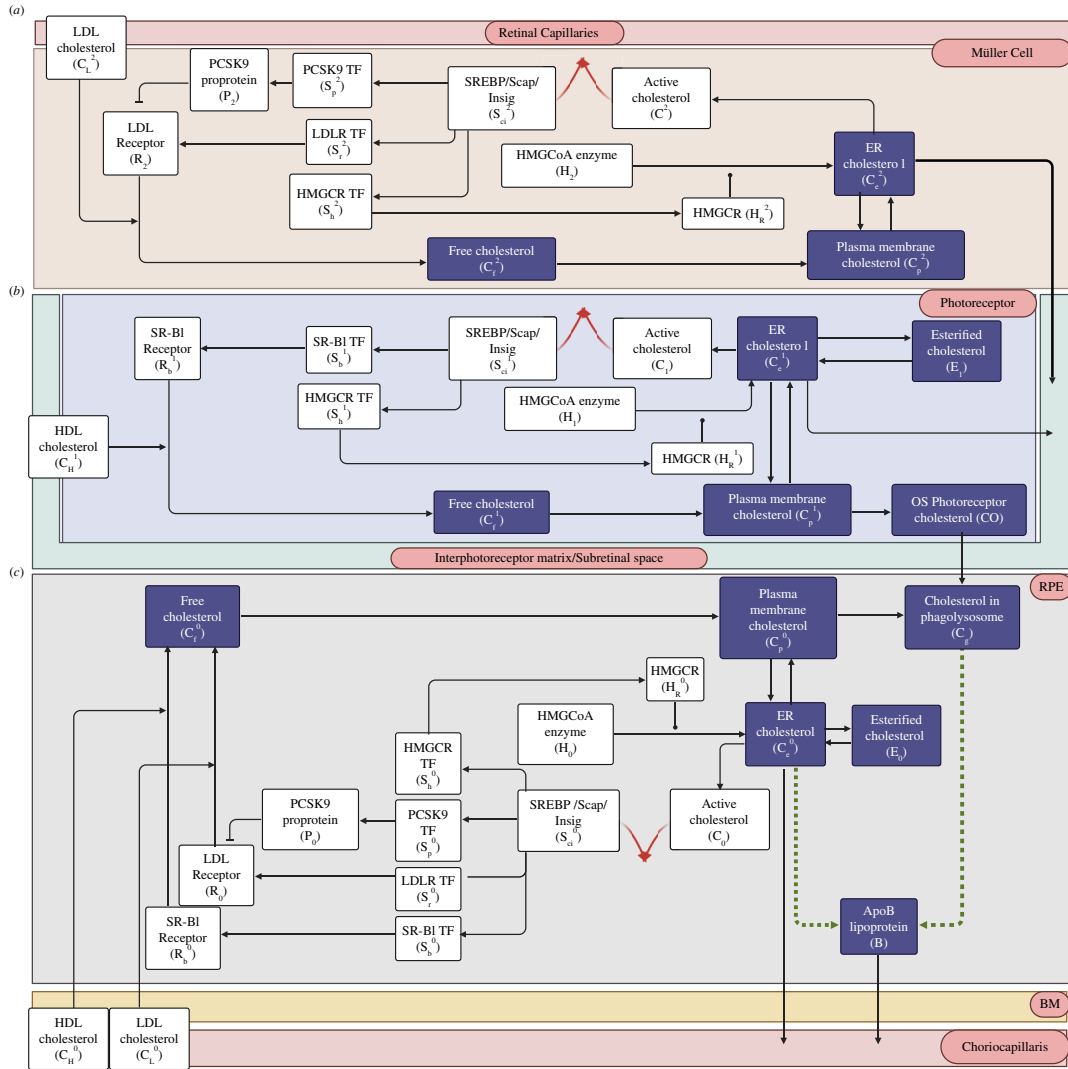 (a)
LDL
cholesterol
(C_L^2)
Retinal Capillaries
Müller Cell
PCSK9
proprotein
(P_2)
PCSK9 TF
(S_p^2)
SREBP/Scap/
Insig
(S_ci^2)
Active
cholesterol
(C^2)
LDL
Receptor
(R_2)
LDLR TF
(S_r^2)
HMGCoA enzyme
(H_2)
ER
cholestero l
(C_e^2)
HMGCR TF
(S_h^2)
HMGCR (H_R^2)
Free cholesterol
(C_f^2)
Plasma membrane
cholesterol (C_p^2)
(b)
Photoreceptor
SR-Bl
Receptor
(R_b^1)
SR-Bl TF
(S_b^1)
SREBP/Scap/
Insig
(S_ci^1)
Active
cholesterol
(C_1)
ER
cholestero l
(C_e^1)
Esterified
cholesterol
(E_1)
HMGCR TF
(S_h^1)
HMGCoA enzyme
(H_1)
HDL
cholesterol
(C_H^1)
HMGCR (H_R^1)
Free cholesterol
(C_f^1)
Plasma membrane
cholesterol (C_p^1)
OS Photoreceptor
cholesterol (CO)
Interphotoreceptor matrix/Subretinal space
(c)
RPE
Free
cholesterol
(C_f^0)
Plasma
membrane
cholesterol
(C_p^0)
Cholesterol in
phagolysosome
(C_g)
HMGCR
(H_R^0)
HMGCoA
enzyme
(H_0)
ER
cholesterol
(C_e^0)
Esterified
cholesterol
(E_0)
HMGCR
TF
(S_h^0)
PCSK9
proprotein
(P_0)
PCSK9
TF
(S_p^0)
SREBP /Scap/
Insig
(S_ci^0)
Active
cholesterol
(C_0)
LDL
Receptor
(R_0)
LDLR TF
(S_r^0)
SR-Bl
Receptor
(R_b^0)
SR-Bl TF
(S_b^0)
ApoB
lipoprotein
(B)
BM
HDL
cholesterol
(C_H^0)
LDL
cholesterol
(C_L^0)
Choriocapillaris